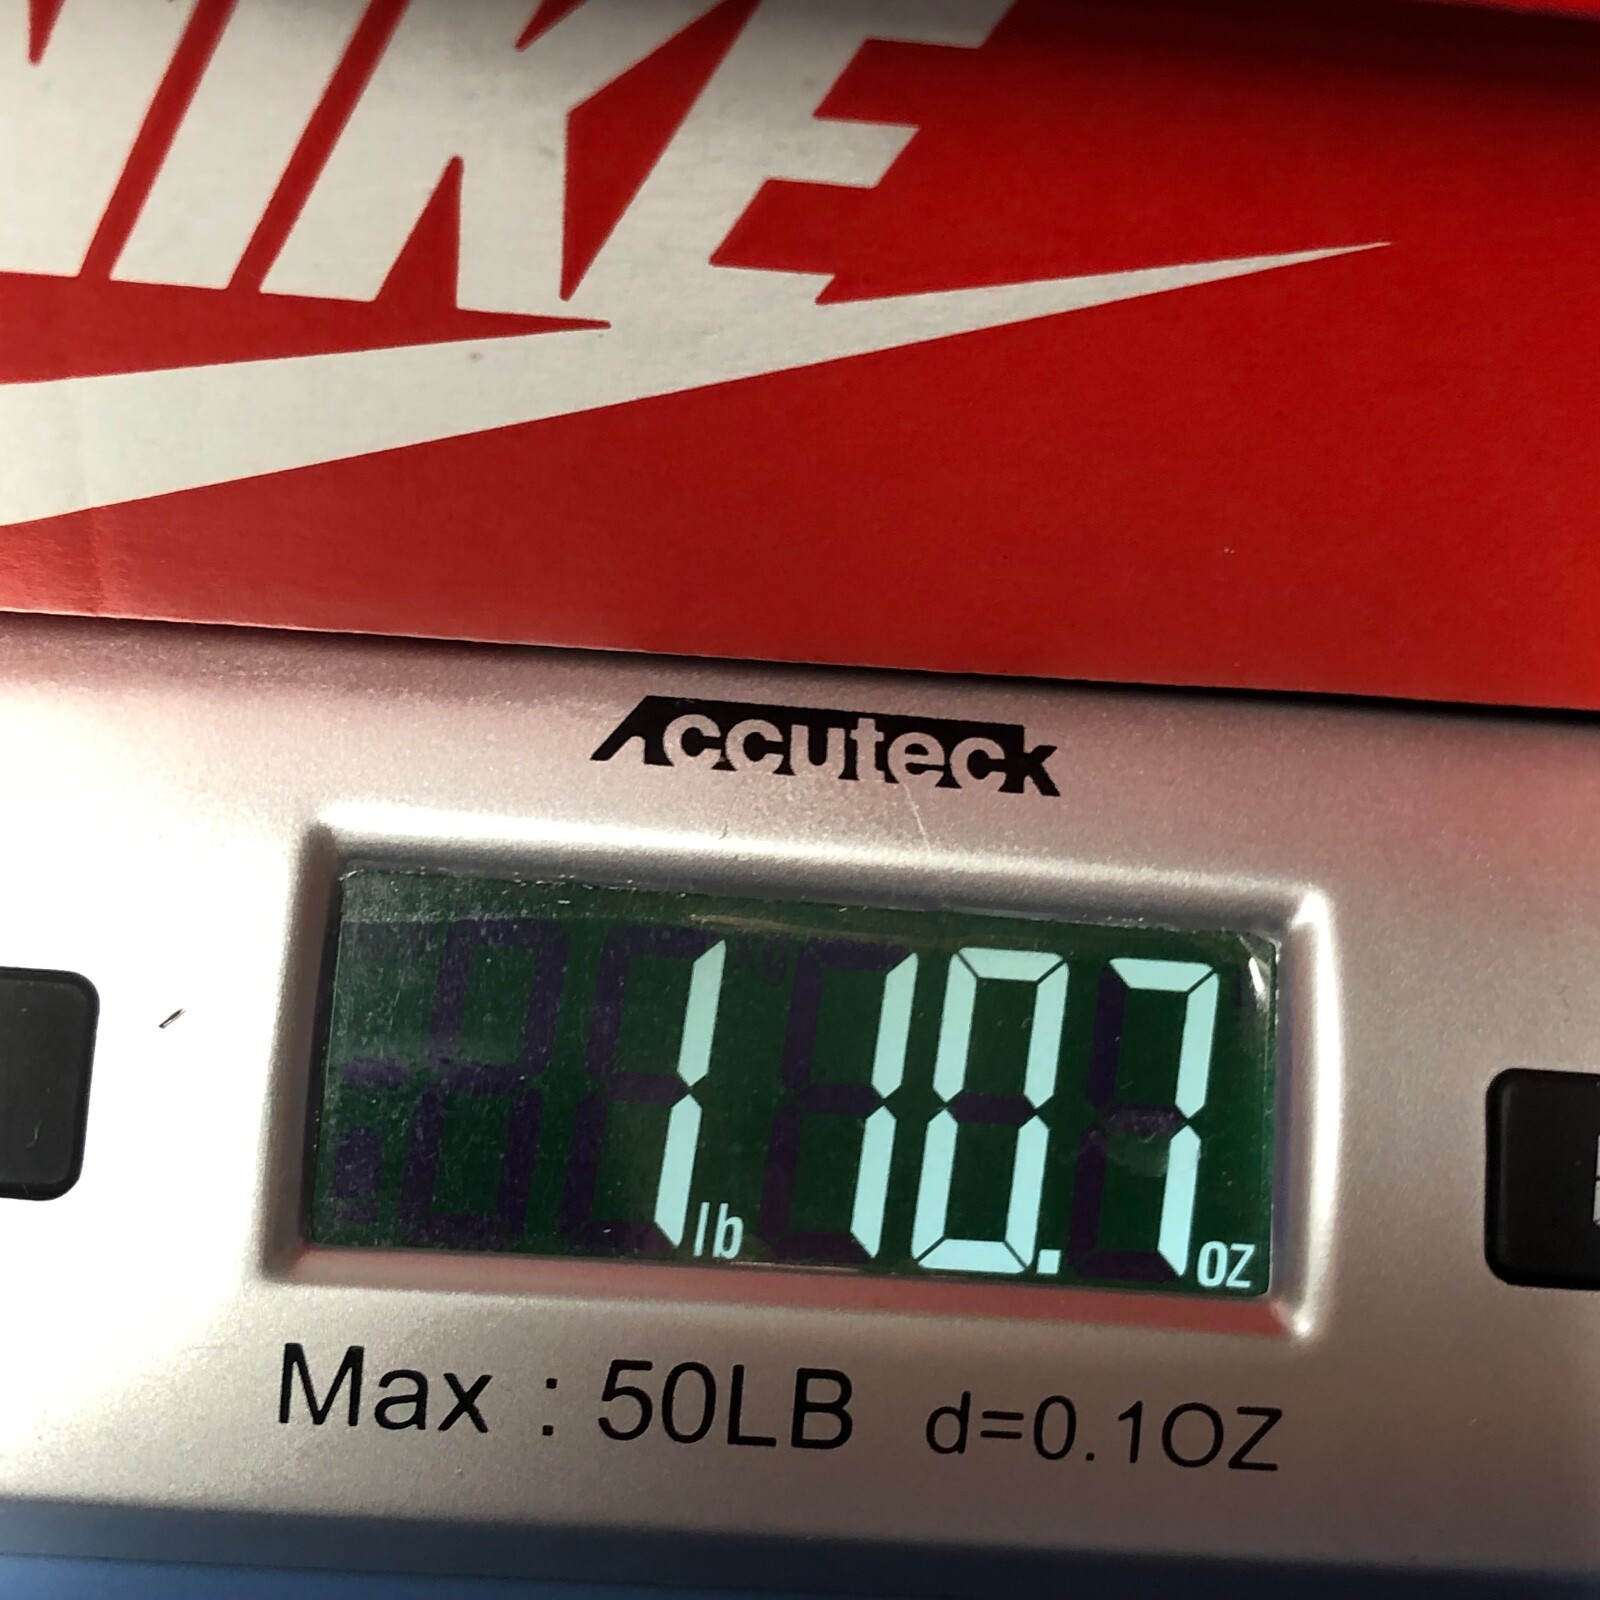 NIKE
Accuteck
1 lb 10.7 oz
Max : 50LB d=0.1OZ